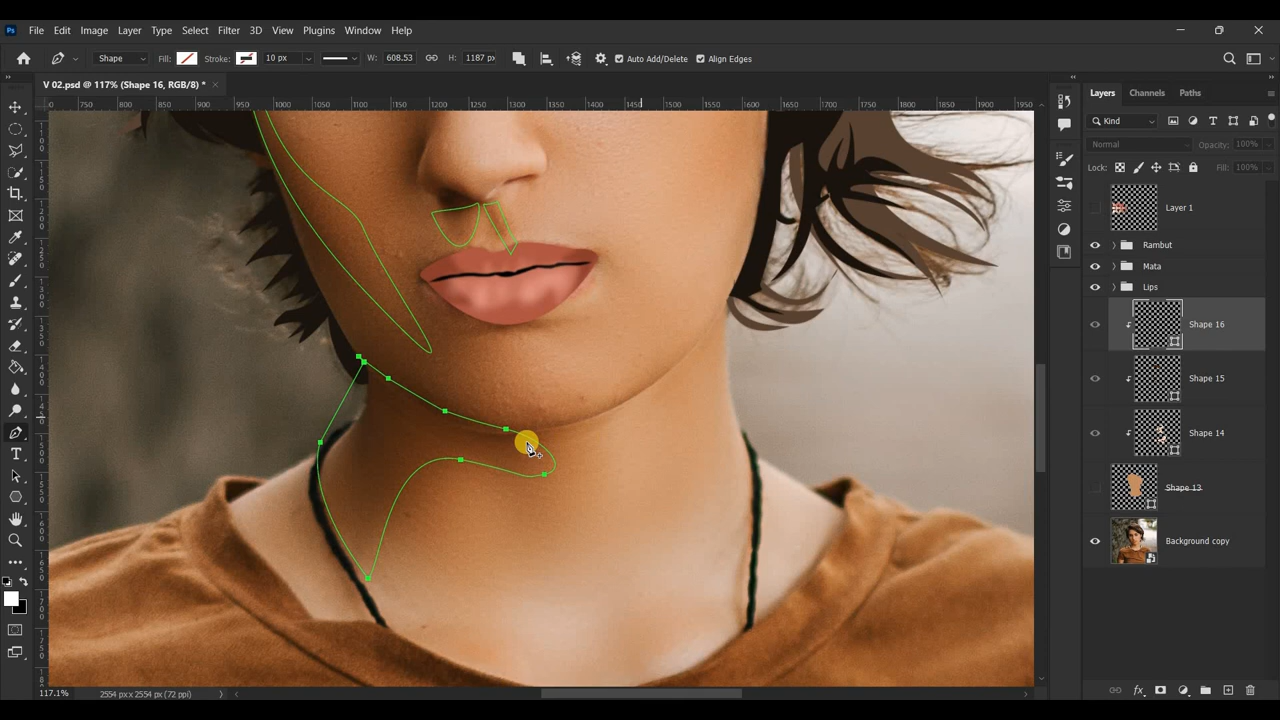 Ps File Edit Image Layer Type Select Filter 3D View Plugins Window Help
Shape Fill: Stroke: 10 px W: 608.53 H: 1187 px Auto Add/Delete Align Edges
V 02.psd @ 117% (Shape 16, RGB/8) *
750 800 850 900 950 1000 1050 1100 1150 1200 1250 1300 1350 1400 1450 1500 1550 1600 1650 1700 1750 1800 1850 1900 1950
Layers Channels Paths
Kind
Normal Opacity: 100%
Lock: Fill: 100%
Layer 1
Rambut
Mata
Lips
Shape 16
Shape 15
Shape 14
Shape 13
Background copy
117.1% 2554 px x 2554 px (72 ppi)